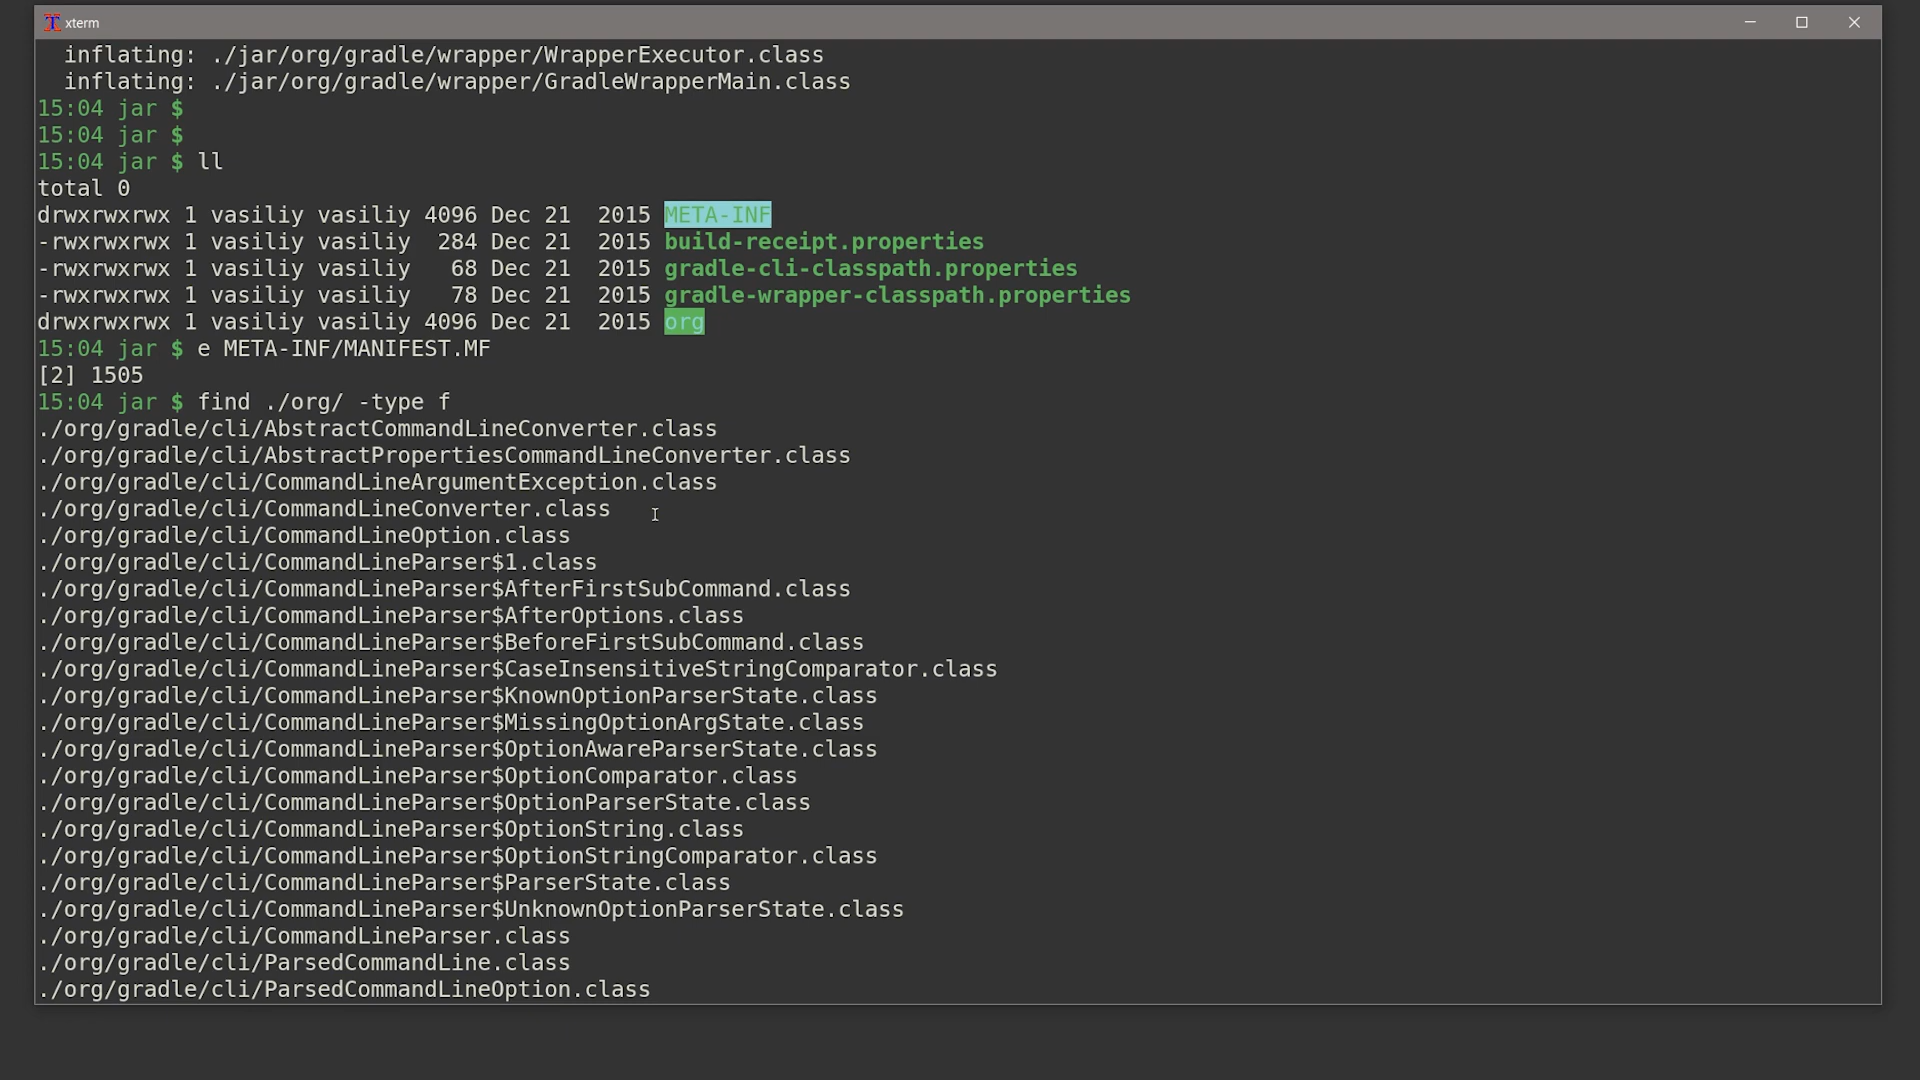 xterm
  inflating: ./jar/org/gradle/wrapper/WrapperExecutor.class
  inflating: ./jar/org/gradle/wrapper/GradleWrapperMain.class
15:04 jar $
15:04 jar $
15:04 jar $ ll
total 0
drwxrwxrwx 1 vasiliy vasiliy 4096 Dec 21  2015 META-INF
-rwxrwxrwx 1 vasiliy vasiliy  284 Dec 21  2015 build-receipt.properties
-rwxrwxrwx 1 vasiliy vasiliy   68 Dec 21  2015 gradle-cli-classpath.properties
-rwxrwxrwx 1 vasiliy vasiliy   78 Dec 21  2015 gradle-wrapper-classpath.properties
drwxrwxrwx 1 vasiliy vasiliy 4096 Dec 21  2015 org
15:04 jar $ e META-INF/MANIFEST.MF
[2] 1505
15:04 jar $ find ./org/ -type f
./org/gradle/cli/AbstractCommandLineConverter.class
./org/gradle/cli/AbstractPropertiesCommandLineConverter.class
./org/gradle/cli/CommandLineArgumentException.class
./org/gradle/cli/CommandLineConverter.class
./org/gradle/cli/CommandLineOption.class
./org/gradle/cli/CommandLineParser$1.class
./org/gradle/cli/CommandLineParser$AfterFirstSubCommand.class
./org/gradle/cli/CommandLineParser$AfterOptions.class
./org/gradle/cli/CommandLineParser$BeforeFirstSubCommand.class
./org/gradle/cli/CommandLineParser$CaseInsensitiveStringComparator.class
./org/gradle/cli/CommandLineParser$KnownOptionParserState.class
./org/gradle/cli/CommandLineParser$MissingOptionArgState.class
./org/gradle/cli/CommandLineParser$OptionAwareParserState.class
./org/gradle/cli/CommandLineParser$OptionComparator.class
./org/gradle/cli/CommandLineParser$OptionParserState.class
./org/gradle/cli/CommandLineParser$OptionString.class
./org/gradle/cli/CommandLineParser$OptionStringComparator.class
./org/gradle/cli/CommandLineParser$ParserState.class
./org/gradle/cli/CommandLineParser$UnknownOptionParserState.class
./org/gradle/cli/CommandLineParser.class
./org/gradle/cli/ParsedCommandLine.class
./org/gradle/cli/ParsedCommandLineOption.class